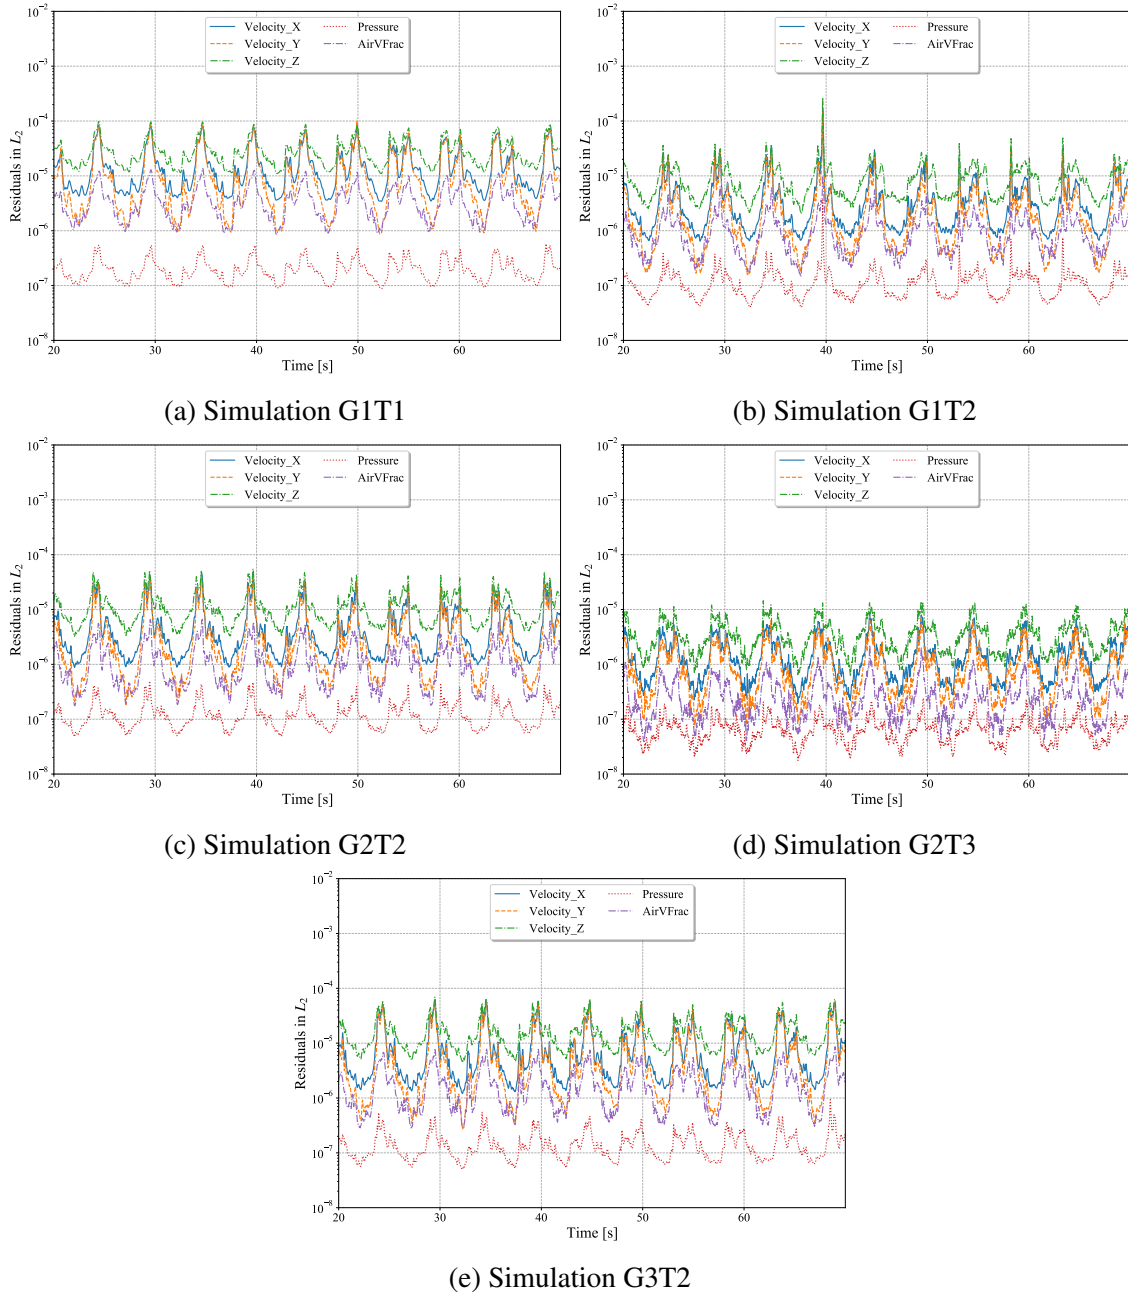 10⁻²
10⁻³
10⁻⁴
10⁻⁵
10⁻⁶
10⁻⁷
10⁻⁸
Residuals in L₂
Velocity_X
Velocity_Y
Velocity_Z
Pressure
AirVFrac
20 30 40 50 60
Time [s]
(a) Simulation G1T1
10⁻²
10⁻³
10⁻⁴
10⁻⁵
10⁻⁶
10⁻⁷
10⁻⁸
Residuals in L₂
Velocity_X
Velocity_Y
Velocity_Z
Pressure
AirVFrac
20 30 40 50 60
Time [s]
(b) Simulation G1T2
10⁻²
10⁻³
10⁻⁴
10⁻⁵
10⁻⁶
10⁻⁷
10⁻⁸
Residuals in L₂
Velocity_X
Velocity_Y
Velocity_Z
Pressure
AirVFrac
20 30 40 50 60
Time [s]
(c) Simulation G2T2
10⁻²
10⁻³
10⁻⁴
10⁻⁵
10⁻⁶
10⁻⁷
10⁻⁸
Residuals in L₂
Velocity_X
Velocity_Y
Velocity_Z
Pressure
AirVFrac
20 30 40 50 60
Time [s]
(d) Simulation G2T3
10⁻²
10⁻³
10⁻⁴
10⁻⁵
10⁻⁶
10⁻⁷
10⁻⁸
Residuals in L₂
Velocity_X
Velocity_Y
Velocity_Z
Pressure
AirVFrac
20 30 40 50 60
Time [s]
(e) Simulation G3T2